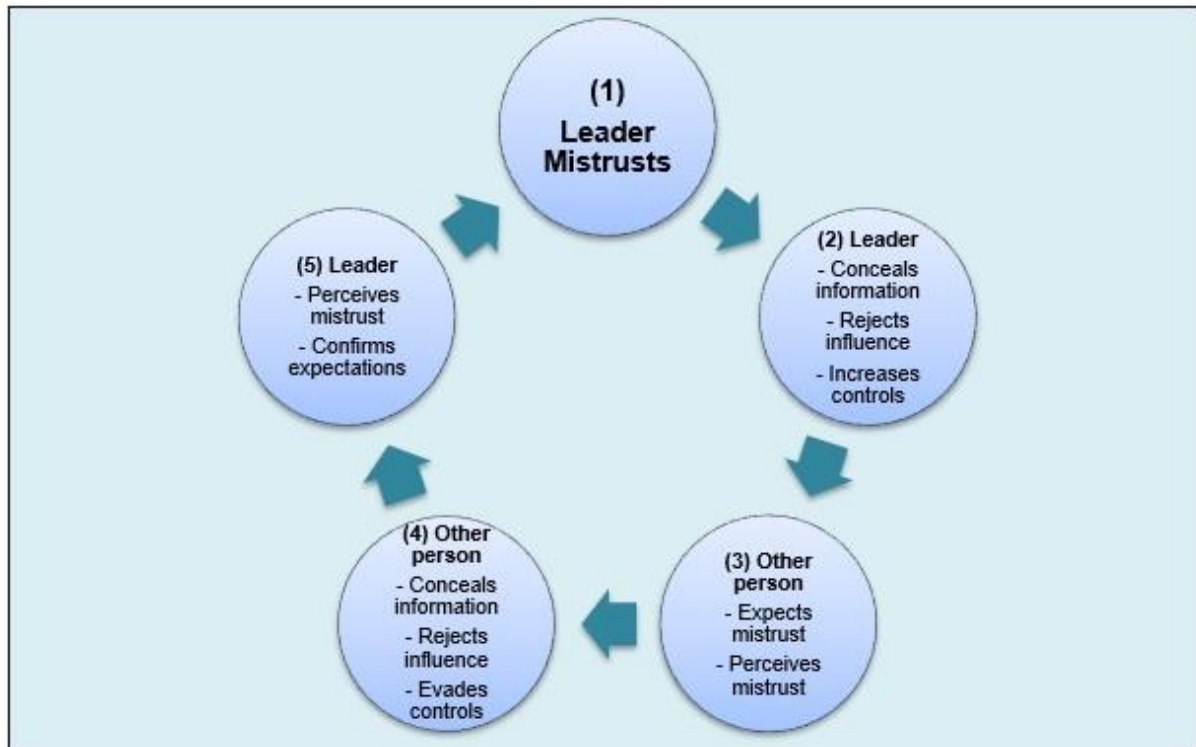 (1)
Leader
Mistrusts
(2) Leader
- Conceals
information
- Rejects
influence
- Increases
controls
(3) Other
person
- Expects
mistrust
- Perceives
mistrust
(4) Other
person
- Conceals
information
- Rejects
influence
- Evades
controls
(5) Leader
- Perceives
mistrust
- Confirms
expectations